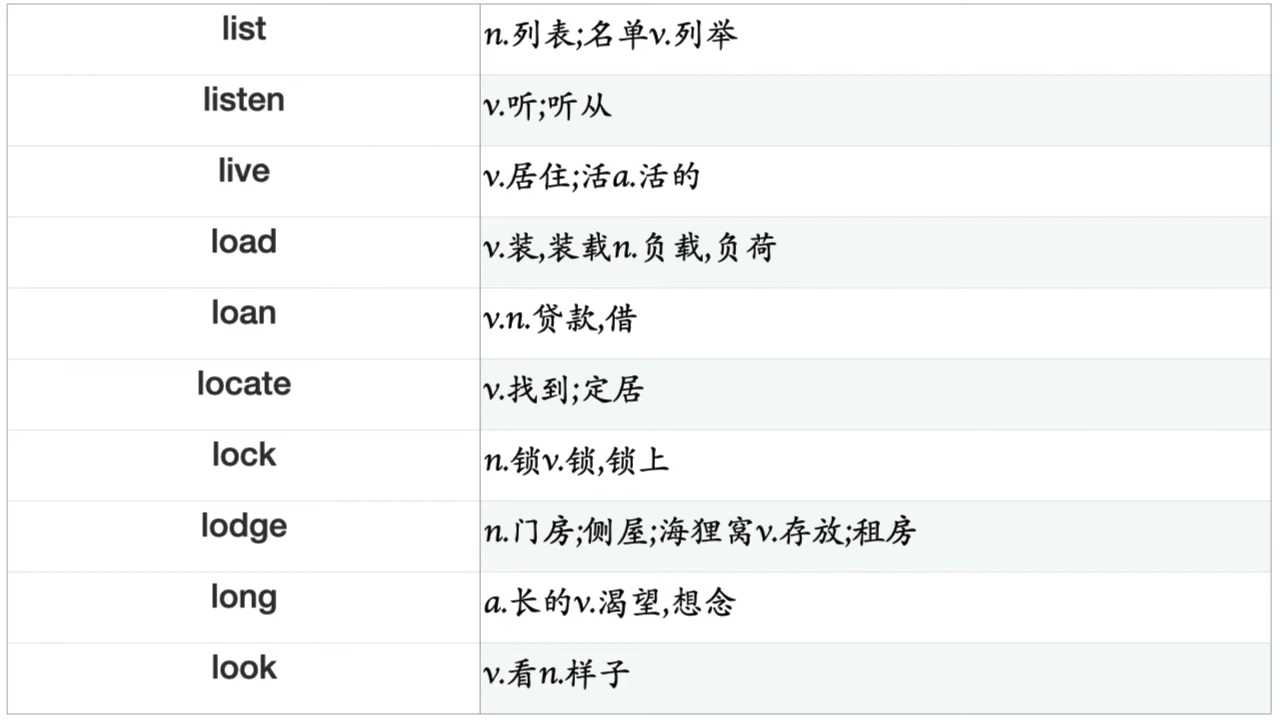 list n.列表;名单v.列举
listen v.听;听从
live v.居住;活a.活的
load v.装,装载n.负载,负荷
loan v.n.贷款,借
locate v.找到;定居
lock n.锁v.锁,锁上
lodge n.门房;侧屋;海狸窝v.存放;租房
long a.长的v.渴望,想念
look v.看n.样子